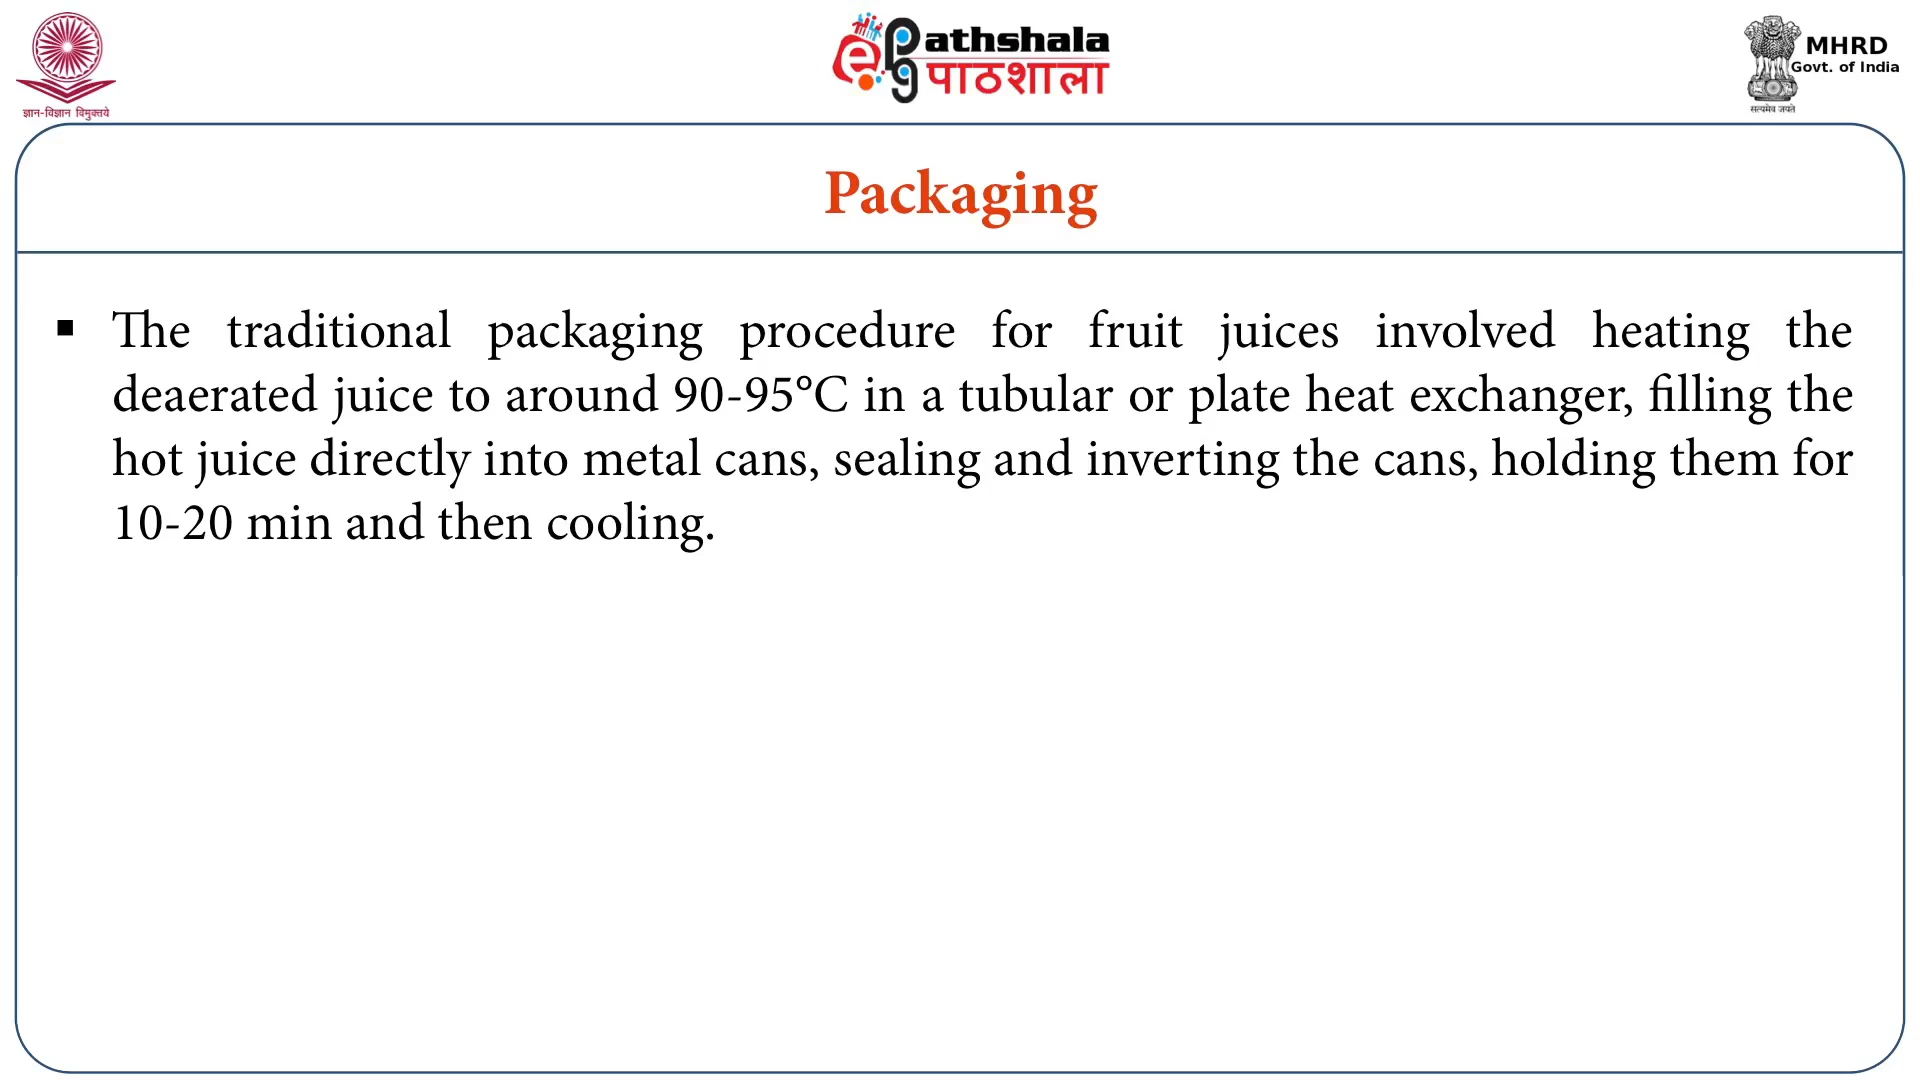 ज्ञान-विज्ञान विमुक्तये
e
pg
athshala
पाठशाला
MHRD
Govt. of India
सत्यमेव जयते
Packaging
▪ The traditional packaging procedure for fruit juices involved heating the
deaerated juice to around 90-95°C in a tubular or plate heat exchanger, filling the
hot juice directly into metal cans, sealing and inverting the cans, holding them for
10-20 min and then cooling.